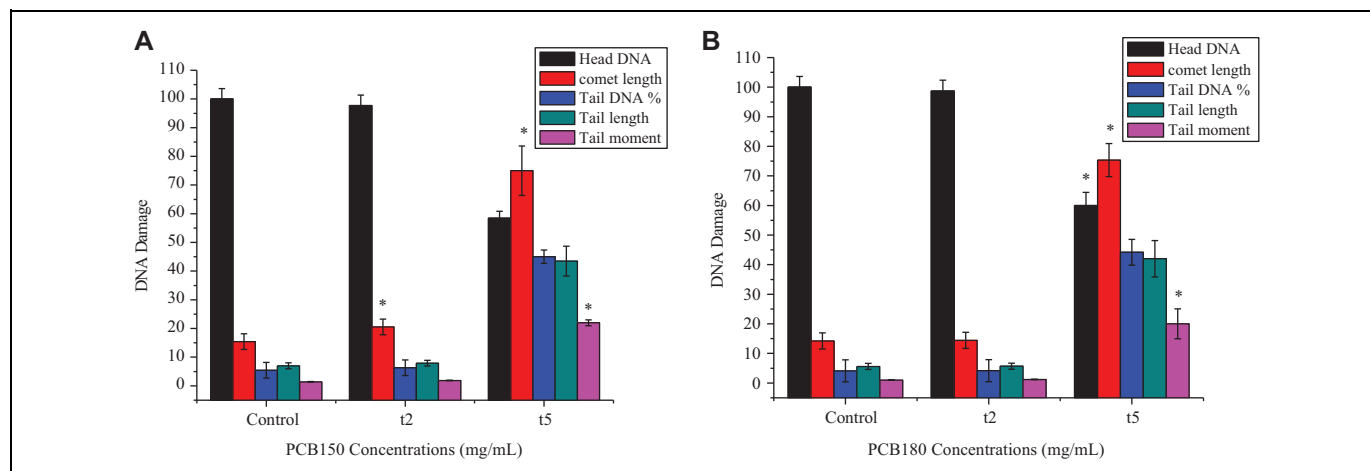 A
Head DNA
comet length
Tail DNA %
Tail length
Tail moment
110
100
90
80
70
60
50
40
30
20
10
0
DNA Damage
*
*
*
Control
t2
t5
PCB150 Concentrations (mg/mL)
B
Head DNA
comet length
Tail DNA %
Tail length
Tail moment
110
100
90
80
70
60
50
40
30
20
10
0
DNA Damage
*
*
*
Control
t2
t5
PCB180 Concentrations (mg/mL)